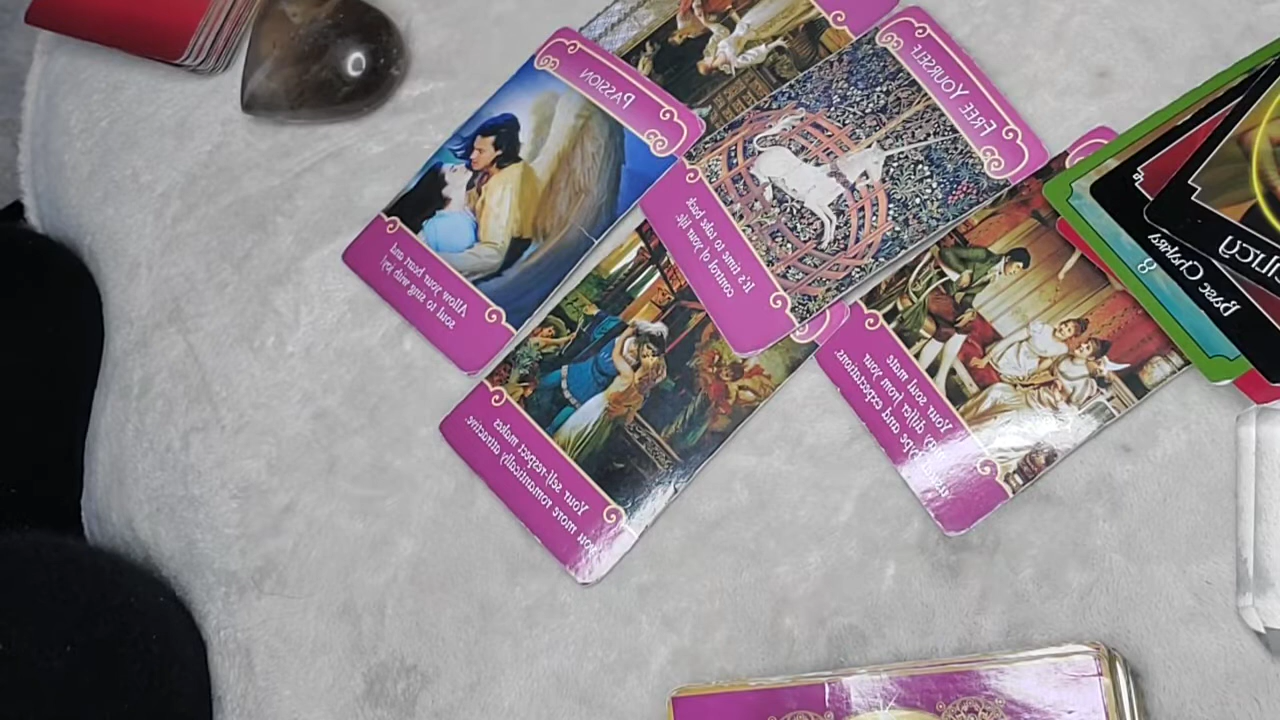 PASSION
Allow your heart and
soul to sing with joy!
FREE YOURSELF
It's time to take back
control of your life.
Your self-respect makes
you more romantically attractive.
Your soul mate
may differ from your
usual type and expectations.
8
Base Chakra